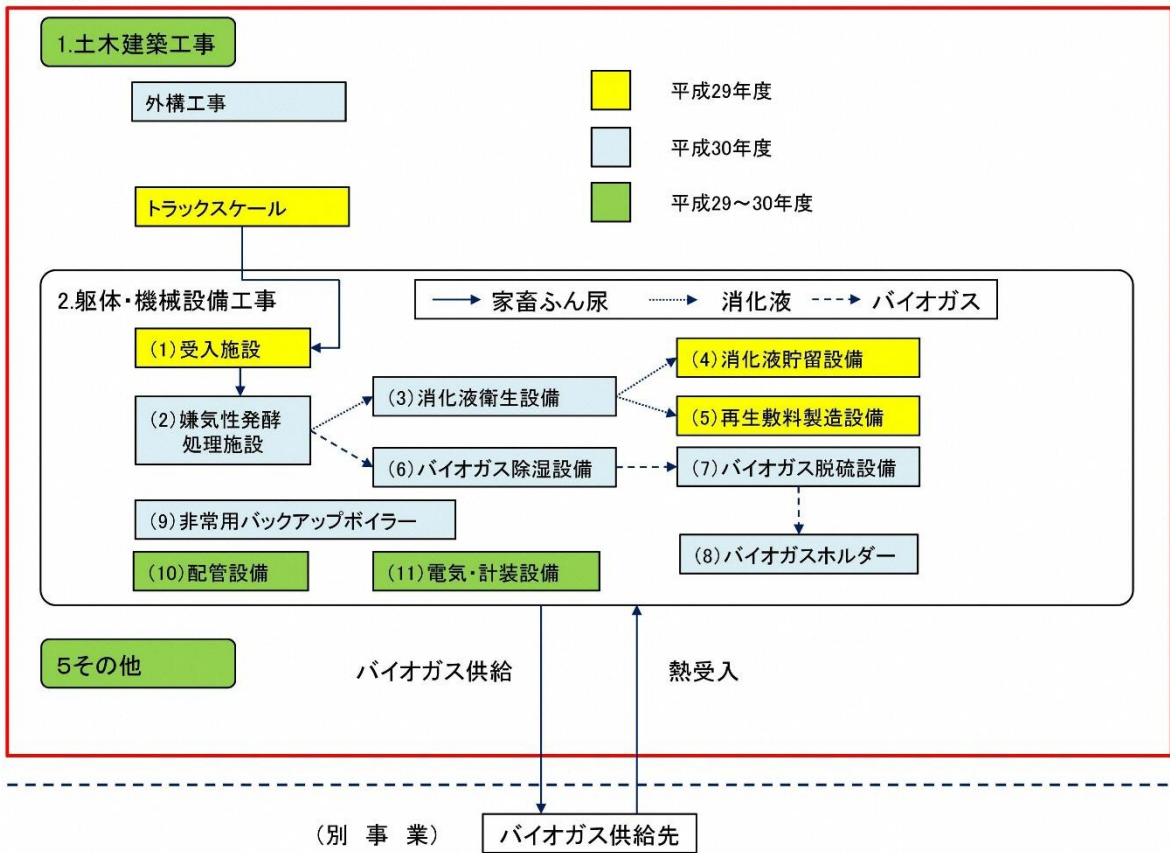 1.土木建築工事
外構工事
平成29年度
平成30年度
平成29～30年度
トラックスケール
2.躯体・機械設備工事
家畜ふん尿
消化液
バイオガス
(1)受入施設
(2)嫌気性発酵
処理施設
(3)消化液衛生設備
(4)消化液貯留設備
(5)再生敷料製造設備
(6)バイオガス除湿設備
(7)バイオガス脱硫設備
(8)バイオガスホルダー
(9)非常用バックアップボイラー
(10)配管設備
(11)電気・計装設備
5その他
バイオガス供給
熱受入
(別 事 業)
バイオガス供給先